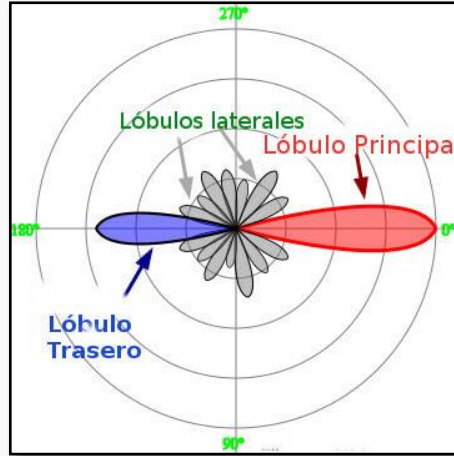 270°
Lóbulos laterales
Lóbulo Principa
180°
0°
Lóbulo
Trasero
90°